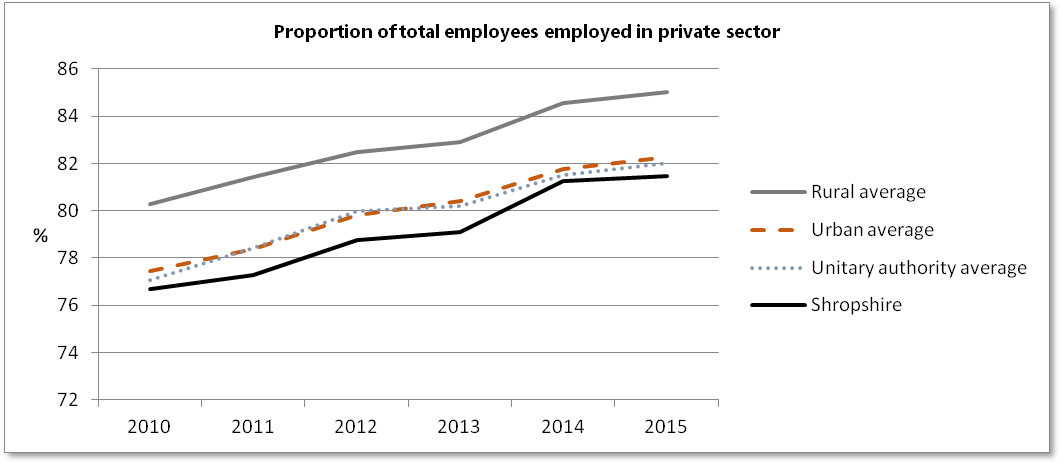 Proportion of total employees employed in private sector
86
84
82
80
78
76
74
72
%
2010 2011 2012 2013 2014 2015
Rural average
Urban average
Unitary authority average
Shropshire